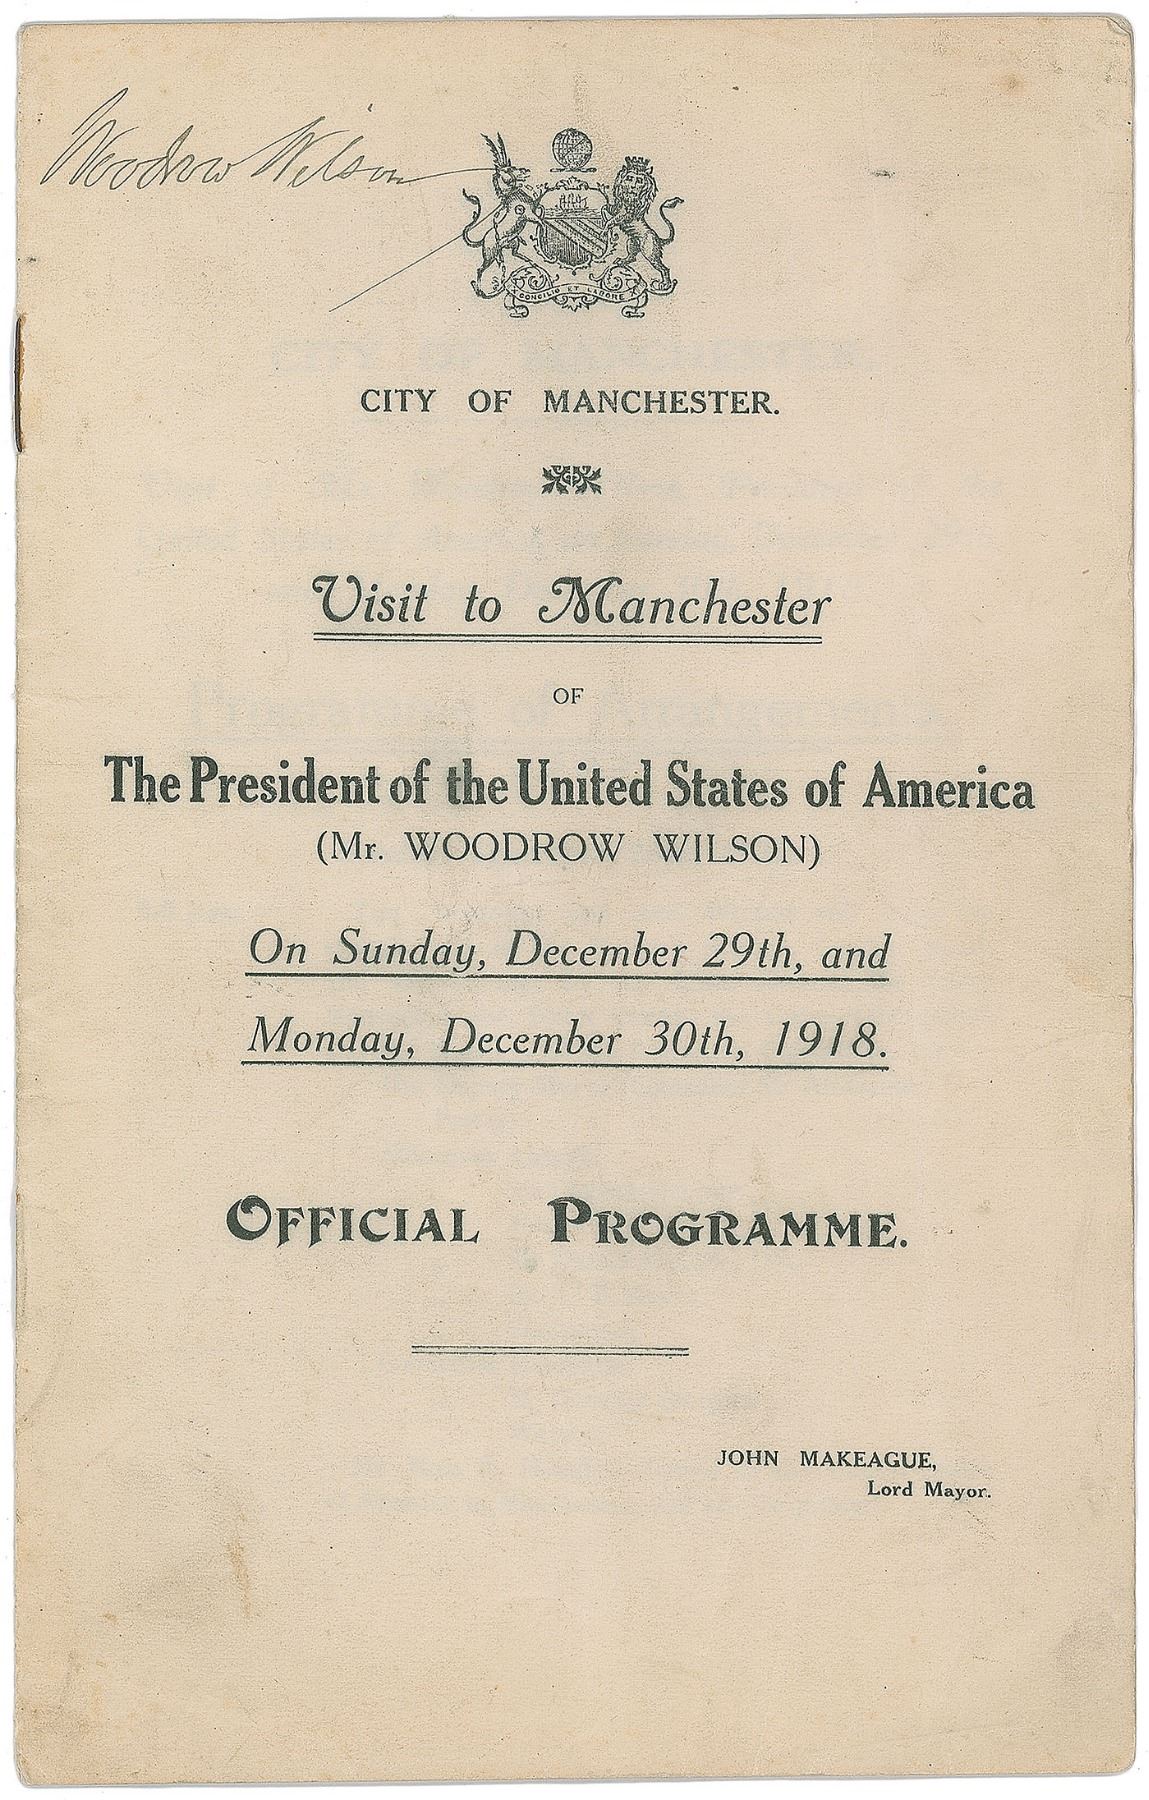 Woodrow Wilson
CONCILIO ET LABORE
CITY OF MANCHESTER.
Visit to Manchester
OF
The President of the United States of America
(Mr. WOODROW WILSON)
On Sunday, December 29th, and
Monday, December 30th, 1918.
OFFICIAL PROGRAMME.
JOHN MAKEAGUE,
Lord Mayor.